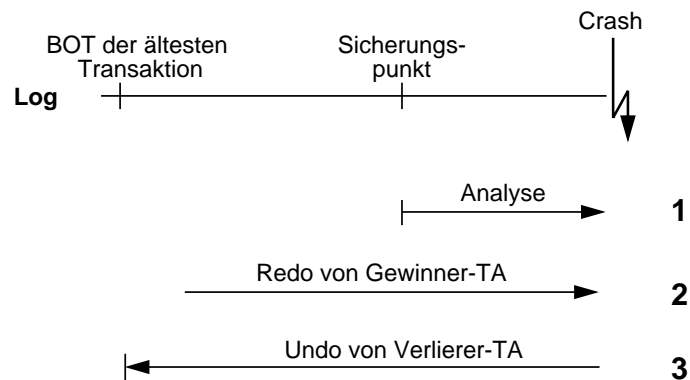 Crash
BOT der ältesten
Transaktion
Sicherungs-
punkt
Log
Analyse
1
Redo von Gewinner-TA
2
Undo von Verlierer-TA
3